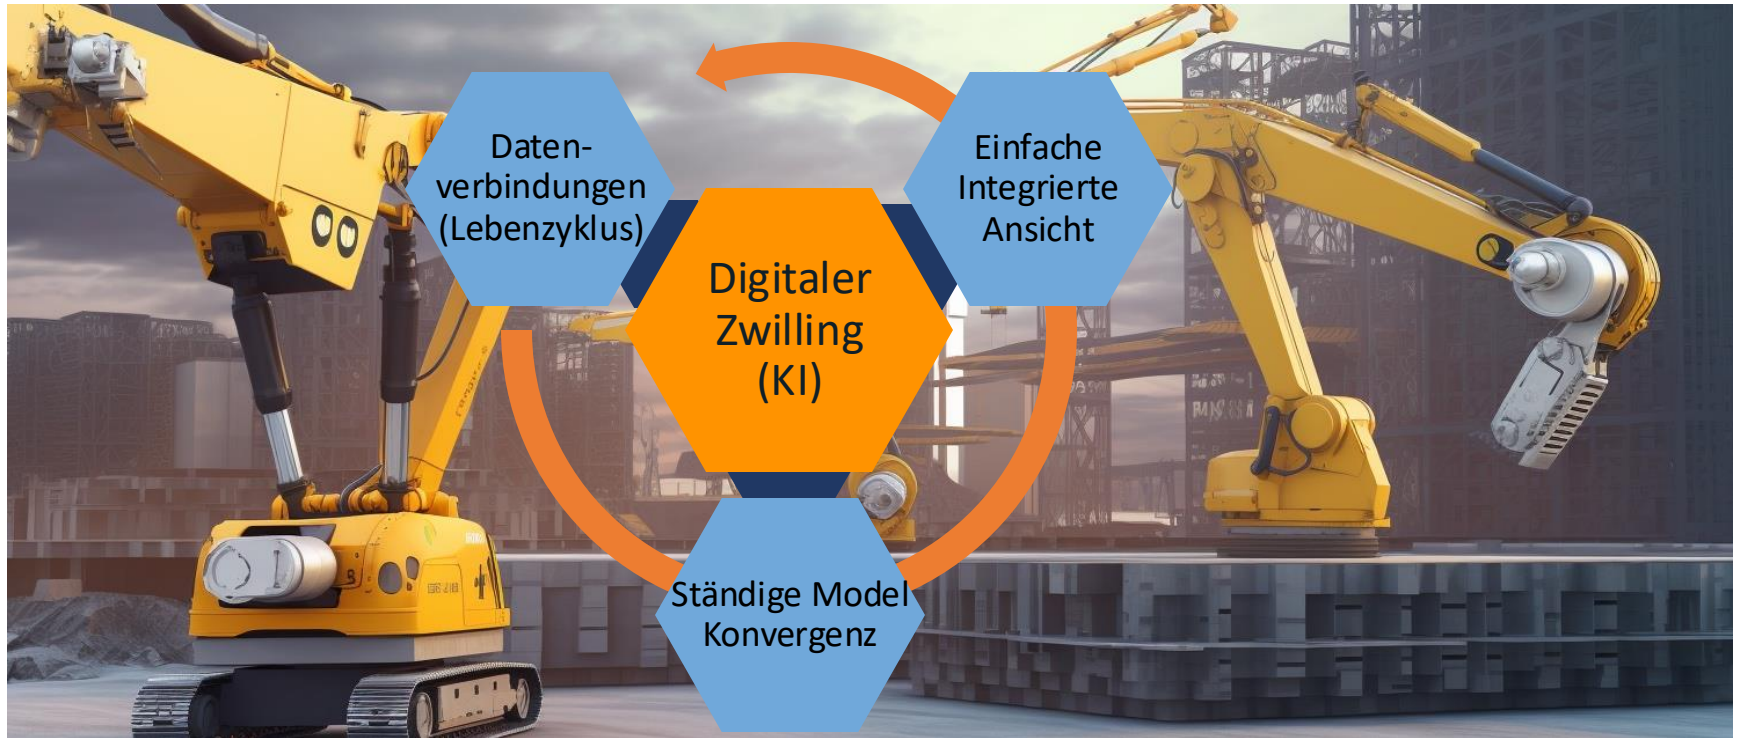 Daten-
verbindungen
(Lebenzyklus)
Einfache
Integrierte
Ansicht
Digitaler
Zwilling
(KI)
Ständige Model
Konvergenz